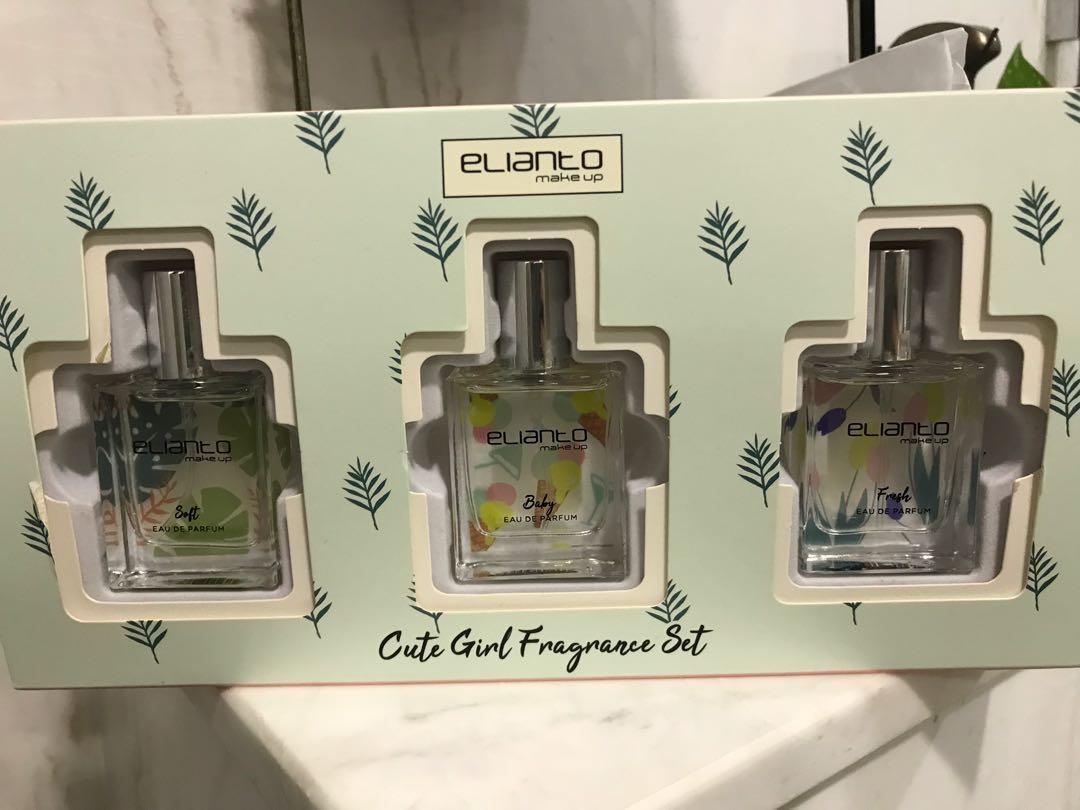 ELIANTO
make up
ELIANTO
make up
Soft
EAU DE PARFUM
ELIANTO
make up
Baby
EAU DE PARFUM
ELIANTO
make up
Fresh
EAU DE PARFUM
Cute Girl Fragrance Set